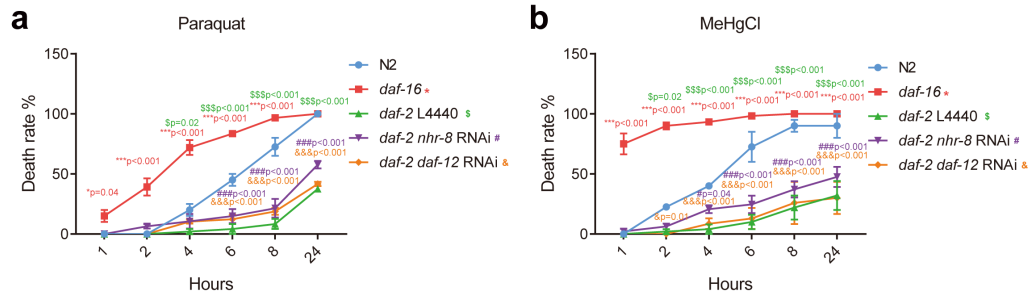 a
Paraquat
Death rate %
150
100
50
0
*p=0.04
***p<0.001
$p=0.02
***p<0.001
$$$p<0.001
***p<0.001
$$$p<0.001
***p<0.001
$$$p<0.001
###p<0.001
&&&p<0.001
###p<0.001
&&&p<0.001
###p<0.001
&&&p<0.001
1
2
4
6
8
24
Hours
N2
daf-16 *
daf-2 L4440 $
daf-2 nhr-8 RNAi #
daf-2 daf-12 RNAi &
b
MeHgCl
Death rate %
150
100
50
0
***p<0.001
$p=0.02
***p<0.001
$$$p<0.001
***p<0.001
$$$p<0.001
***p<0.001
$$$p<0.001
***p<0.001
$$$p<0.001
***p<0.001
&p=0.01
#p=0.04
&&&p<0.001
###p<0.001
&&&p<0.001
###p<0.001
&&&p<0.001
###p<0.001
&&&p<0.001
1
2
4
6
8
24
Hours
N2
daf-16 *
daf-2 L4440 $
daf-2 nhr-8 RNAi #
daf-2 daf-12 RNAi &